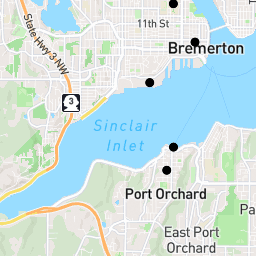 11th St
State Hwy 3 NW
Bremerton
3
Sinclair
Inlet
Port Orchard
Pa
East Port
Orchard